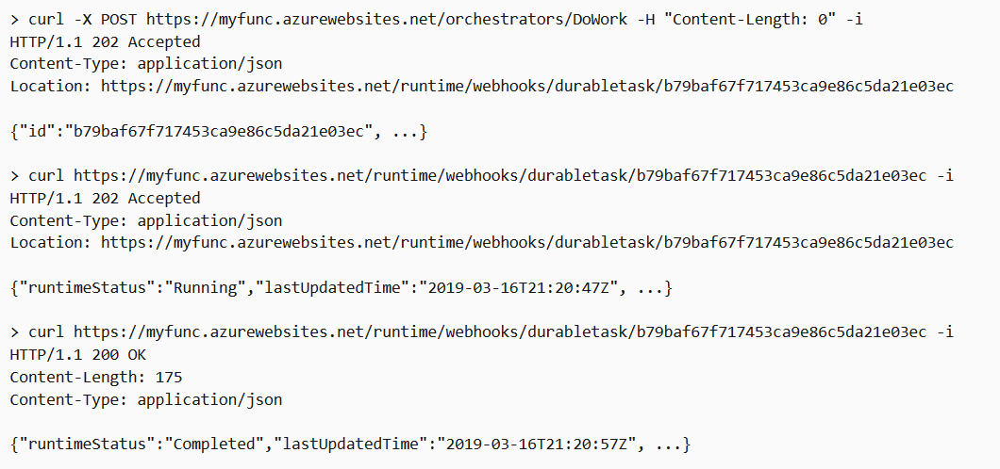 > curl -X POST https://myfunc.azurewebsites.net/orchestrators/DoWork -H "Content-Length: 0" -i
HTTP/1.1 202 Accepted
Content-Type: application/json
Location: https://myfunc.azurewebsites.net/runtime/webhooks/durabletask/b79baf67f717453ca9e86c5da21e03ec
{"id":"b79baf67f717453ca9e86c5da21e03ec", ...}
> curl https://myfunc.azurewebsites.net/runtime/webhooks/durabletask/b79baf67f717453ca9e86c5da21e03ec -i
HTTP/1.1 202 Accepted
Content-Type: application/json
Location: https://myfunc.azurewebsites.net/runtime/webhooks/durabletask/b79baf67f717453ca9e86c5da21e03ec
{"runtimeStatus":"Running","lastUpdatedTime":"2019-03-16T21:20:47Z", ...}
> curl https://myfunc.azurewebsites.net/runtime/webhooks/durabletask/b79baf67f717453ca9e86c5da21e03ec -i
HTTP/1.1 200 OK
Content-Length: 175
Content-Type: application/json
{"runtimeStatus":"Completed","lastUpdatedTime":"2019-03-16T21:20:57Z", ...}